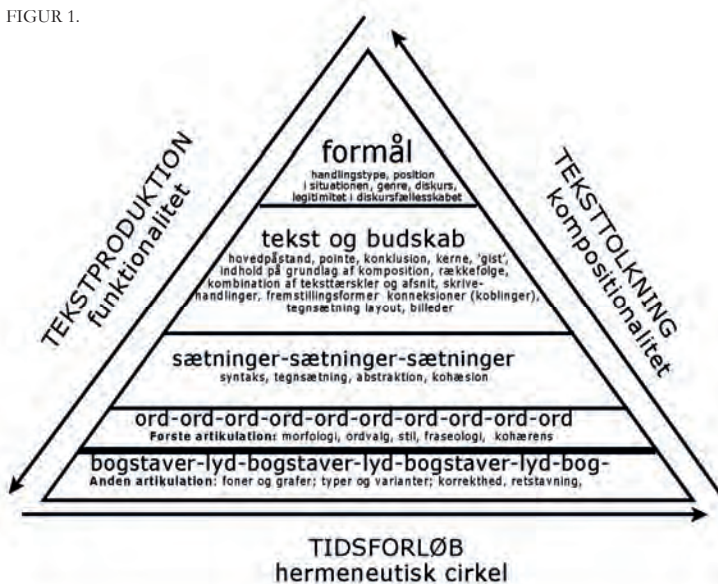 FIGUR 1.
TEKSTPRODUKTION
funktionalitet
TEKSTTOLKNING
kompositionalitet
formål
handlingstype, position
i situationen, genre, diskurs,
legitimitet i diskursfællesskabet
tekst og budskab
hovedpåstand, pointe, konklusion, kerne, 'gist',
indhold på grundlag af komposition, rækkefølge,
kombination af teksttærskler og afsnit, skrive-
handlinger, fremstillingsformer konneksioner (koblinger),
tegnsætning layout, billeder
sætninger-sætninger-sætninger
syntaks, tegnsætning, abstraktion, kohæsion
ord-ord-ord-ord-ord-ord-ord-ord-ord-ord-ord
Første artikulation: morfologi, ordvalg, stil, fraseologi, kohærens
bogstaver-lyd-bogstaver-lyd-bogstaver-lyd-bog-
Anden artikulation: foner og grafer; typer og varianter; korrekthed, retstavning,
TIDSFORLØB
hermeneutisk cirkel